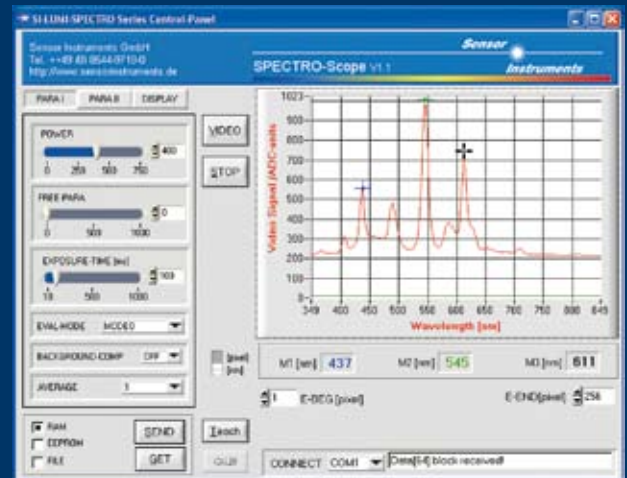 SI-LUMI-SPECTRO Series Control-Panel
Sensor Instruments GmbH
Tel. ++49 40-8544-9710-0
http://www.sensorinstruments.de
SPECTRO-Scope V1.1
Sensor
Instruments
PARA I PARA II DISPLAY
POWER
400
0 250 500 750
FREE PARA.
0
0 500 1000
EXPOSURE-TIME [ms]
100
10 500 1000
EVAL-MODE MODE0
BACKGROUND-COMP OFF
AVERAGE 1
RAM
EEPROM
FILE
SEND
GET
VIDEO
STOP
[pixel]
[nm]
Teach
Quit
Video Signal /ADC-units
1023
900
800
700
600
500
400
300
200
100
0
349 400 450 500 550 600 650 700 750 800 849
Wavelength [nm]
M1 [nm] 437 M2 [nm] 545 M3 [nm] 611
1 E-BEG [pixel] E-END[pixel] 256
CONNECT COM1 Data[64] block received!